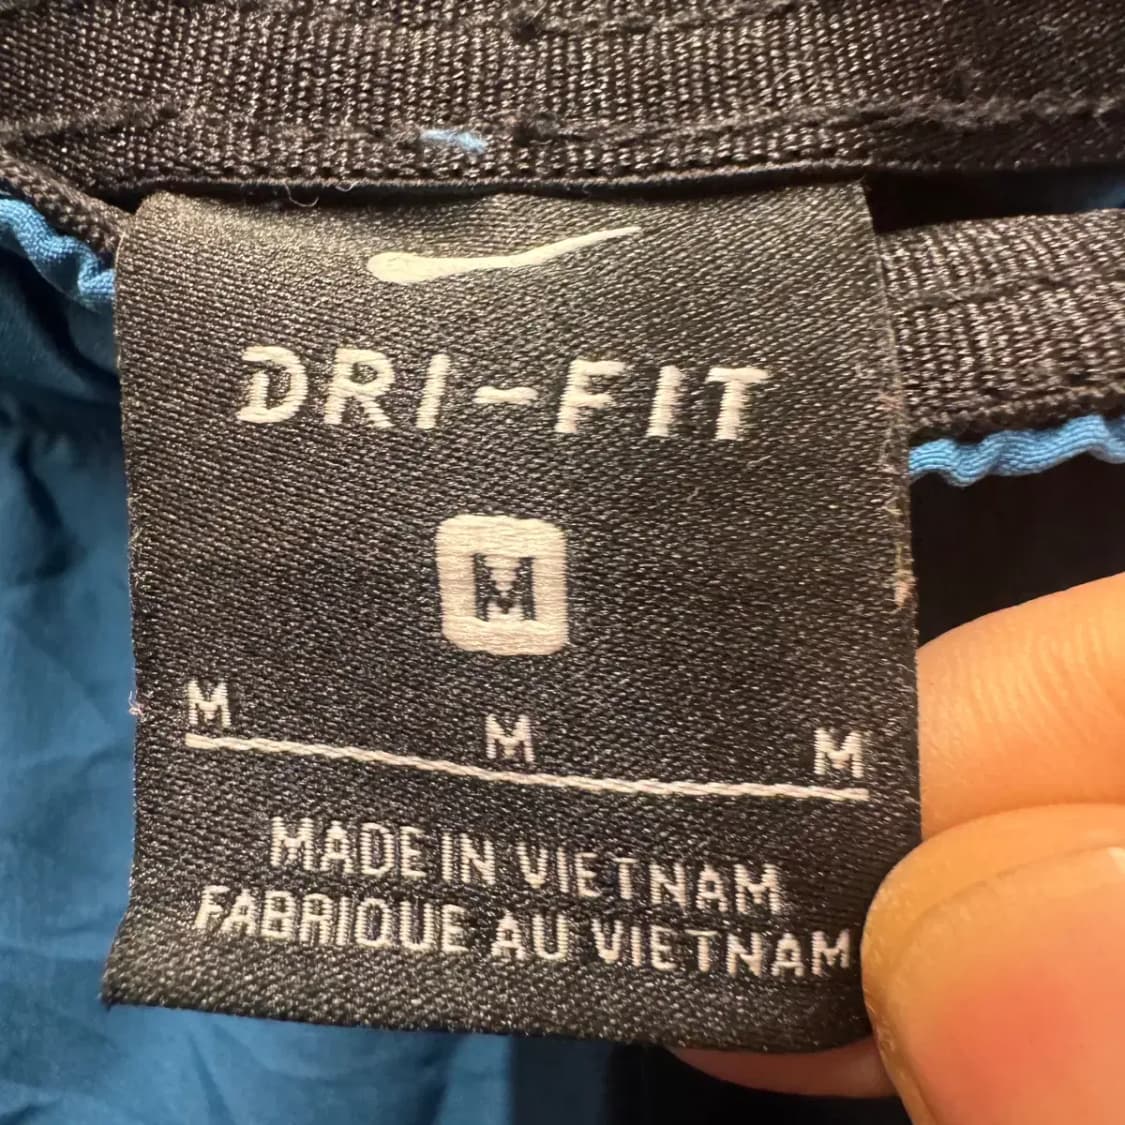 DRI-FIT
M
M M M
MADE IN VIETNAM
FABRIQUE AU VIETNAM